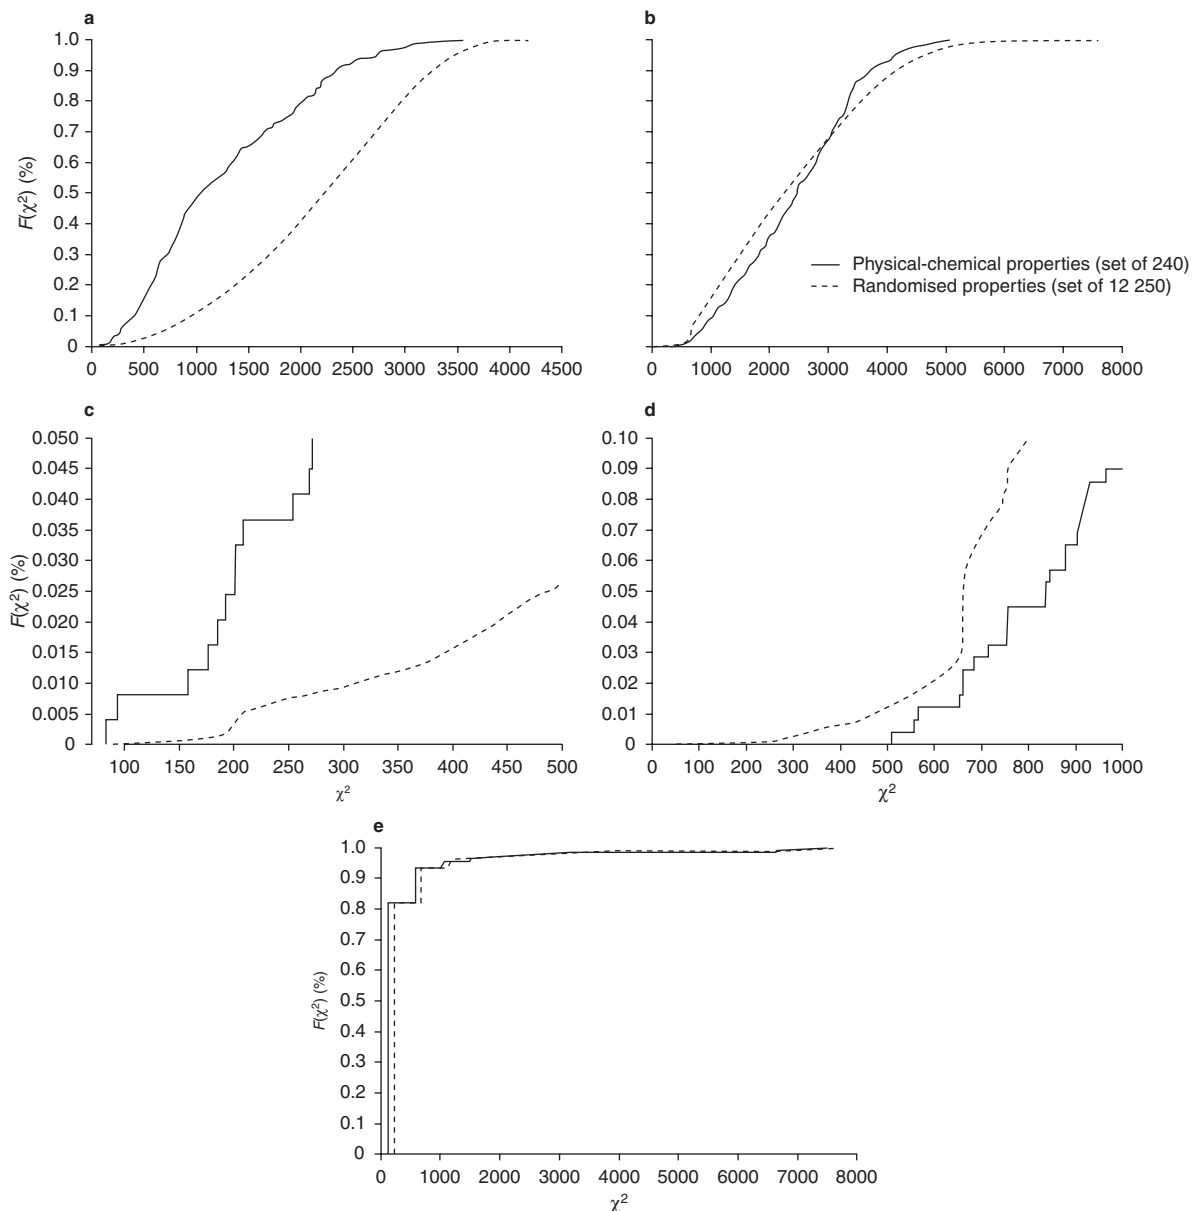 a
1.0
0.9
0.8
0.7
0.6
0.5
0.4
0.3
0.2
0.1
0
F(χ²) (%)
0 500 1000 1500 2000 2500 3000 3500 4000 4500
b
Physical-chemical properties (set of 240)
Randomised properties (set of 12 250)
0 1000 2000 3000 4000 5000 6000 7000 8000
c
0.050
0.045
0.040
0.035
0.030
0.025
0.020
0.015
0.010
0.005
0
F(χ²) (%)
100 150 200 250 300 350 400 450 500
χ²
d
0.10
0.09
0.08
0.07
0.06
0.05
0.04
0.03
0.02
0.01
0
0 100 200 300 400 500 600 700 800 900 1000
χ²
e
1.0
0.9
0.8
0.7
0.6
0.5
0.4
0.3
0.2
0.1
0
F(χ²) (%)
0 1000 2000 3000 4000 5000 6000 7000 8000
χ²